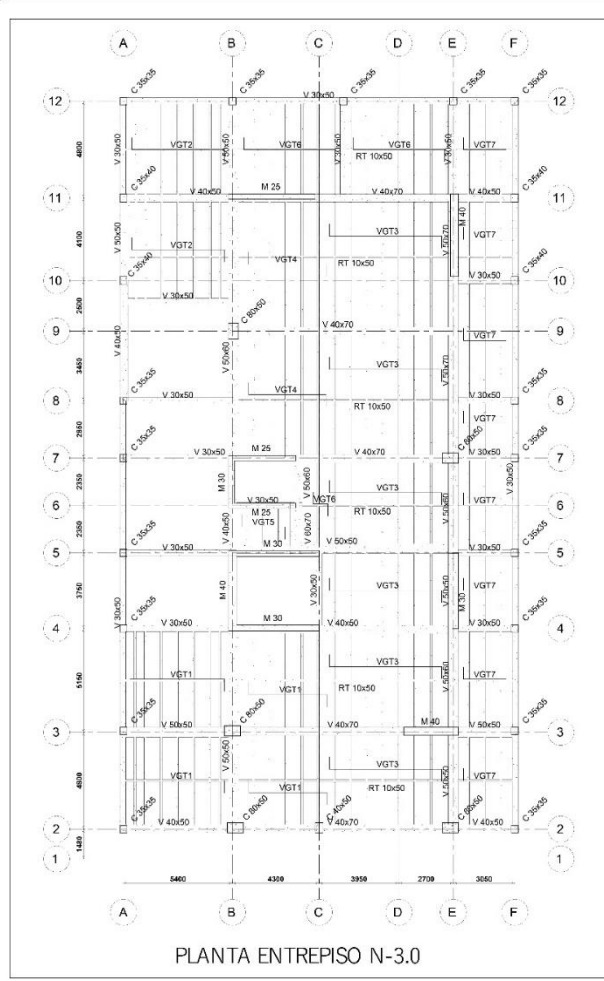 A B C D E F
C 35x35 C 35x35 C 35x35 C 35x35 C 35x35
12 V 30x50 12
4800 V 30x50 VGT2 V 50x50 VGT6 VGT6 V 30x50 VGT7
RT 10x50
C 35x40 M 25 C 35x40
11 V 40x50 V 40x70 V 40x50 11
M 40
4100 V 50x50 VGT2 VGT3 V 50x70 VGT7
C 35x40 VGT4 RT 10x50 C 35x40
10 V 30x50 10
V 30x50
2600 C 80x50
9 V 40x70 9
V 40x50 V 50x60 VGT7
3450 C 35x35 VGT3 V 50x70 C 35x35
VGT4
8 V 30x50 RT 10x50 V 30x50 8
VGT7
2850 C 35x35 C 35x35
V 30x50 M 25 V 40x70 V 30x50
7 7
2350 M 30 V 50x60 VGT3 VGT7 V 30x50
V 30x50 VGT6
6 M 25 RT 10x50 V 50x60 6
2350 C 35x35 V 40x50 VGT5 V 60x70 C 35x35
M 30 V 50x50
5 V 30x50 V 30x50 5
3750 V 30x50 C 35x35 M 40 V 30x50 VGT3 V 50x50 M 30 VGT7 C 35x35
M 30
4 V 30x50 V 40x50 V 30x50 4
VGT3
5150 VGT1 VGT1 V 50x60 VGT7
RT 10x50
C 35x35 C 80x50 C 35x35
V 50x50 V 40x70 M 40 V 50x50
3 3
V 50x50 VGT3 V 50x50
4800 VGT1 VGT1 VGT7
RT 10x50
C 35x35 C 40x50 C 35x35
V 40x50 V 40x70 V 40x50
2 2
1480
1 1
5400 4300 3950 2700 3050
A B C D E F
PLANTA ENTREPISO N-3.0